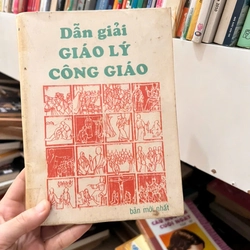 Dẫn giải
GIÁO LÝ
CÔNG GIÁO
bản mới nhất